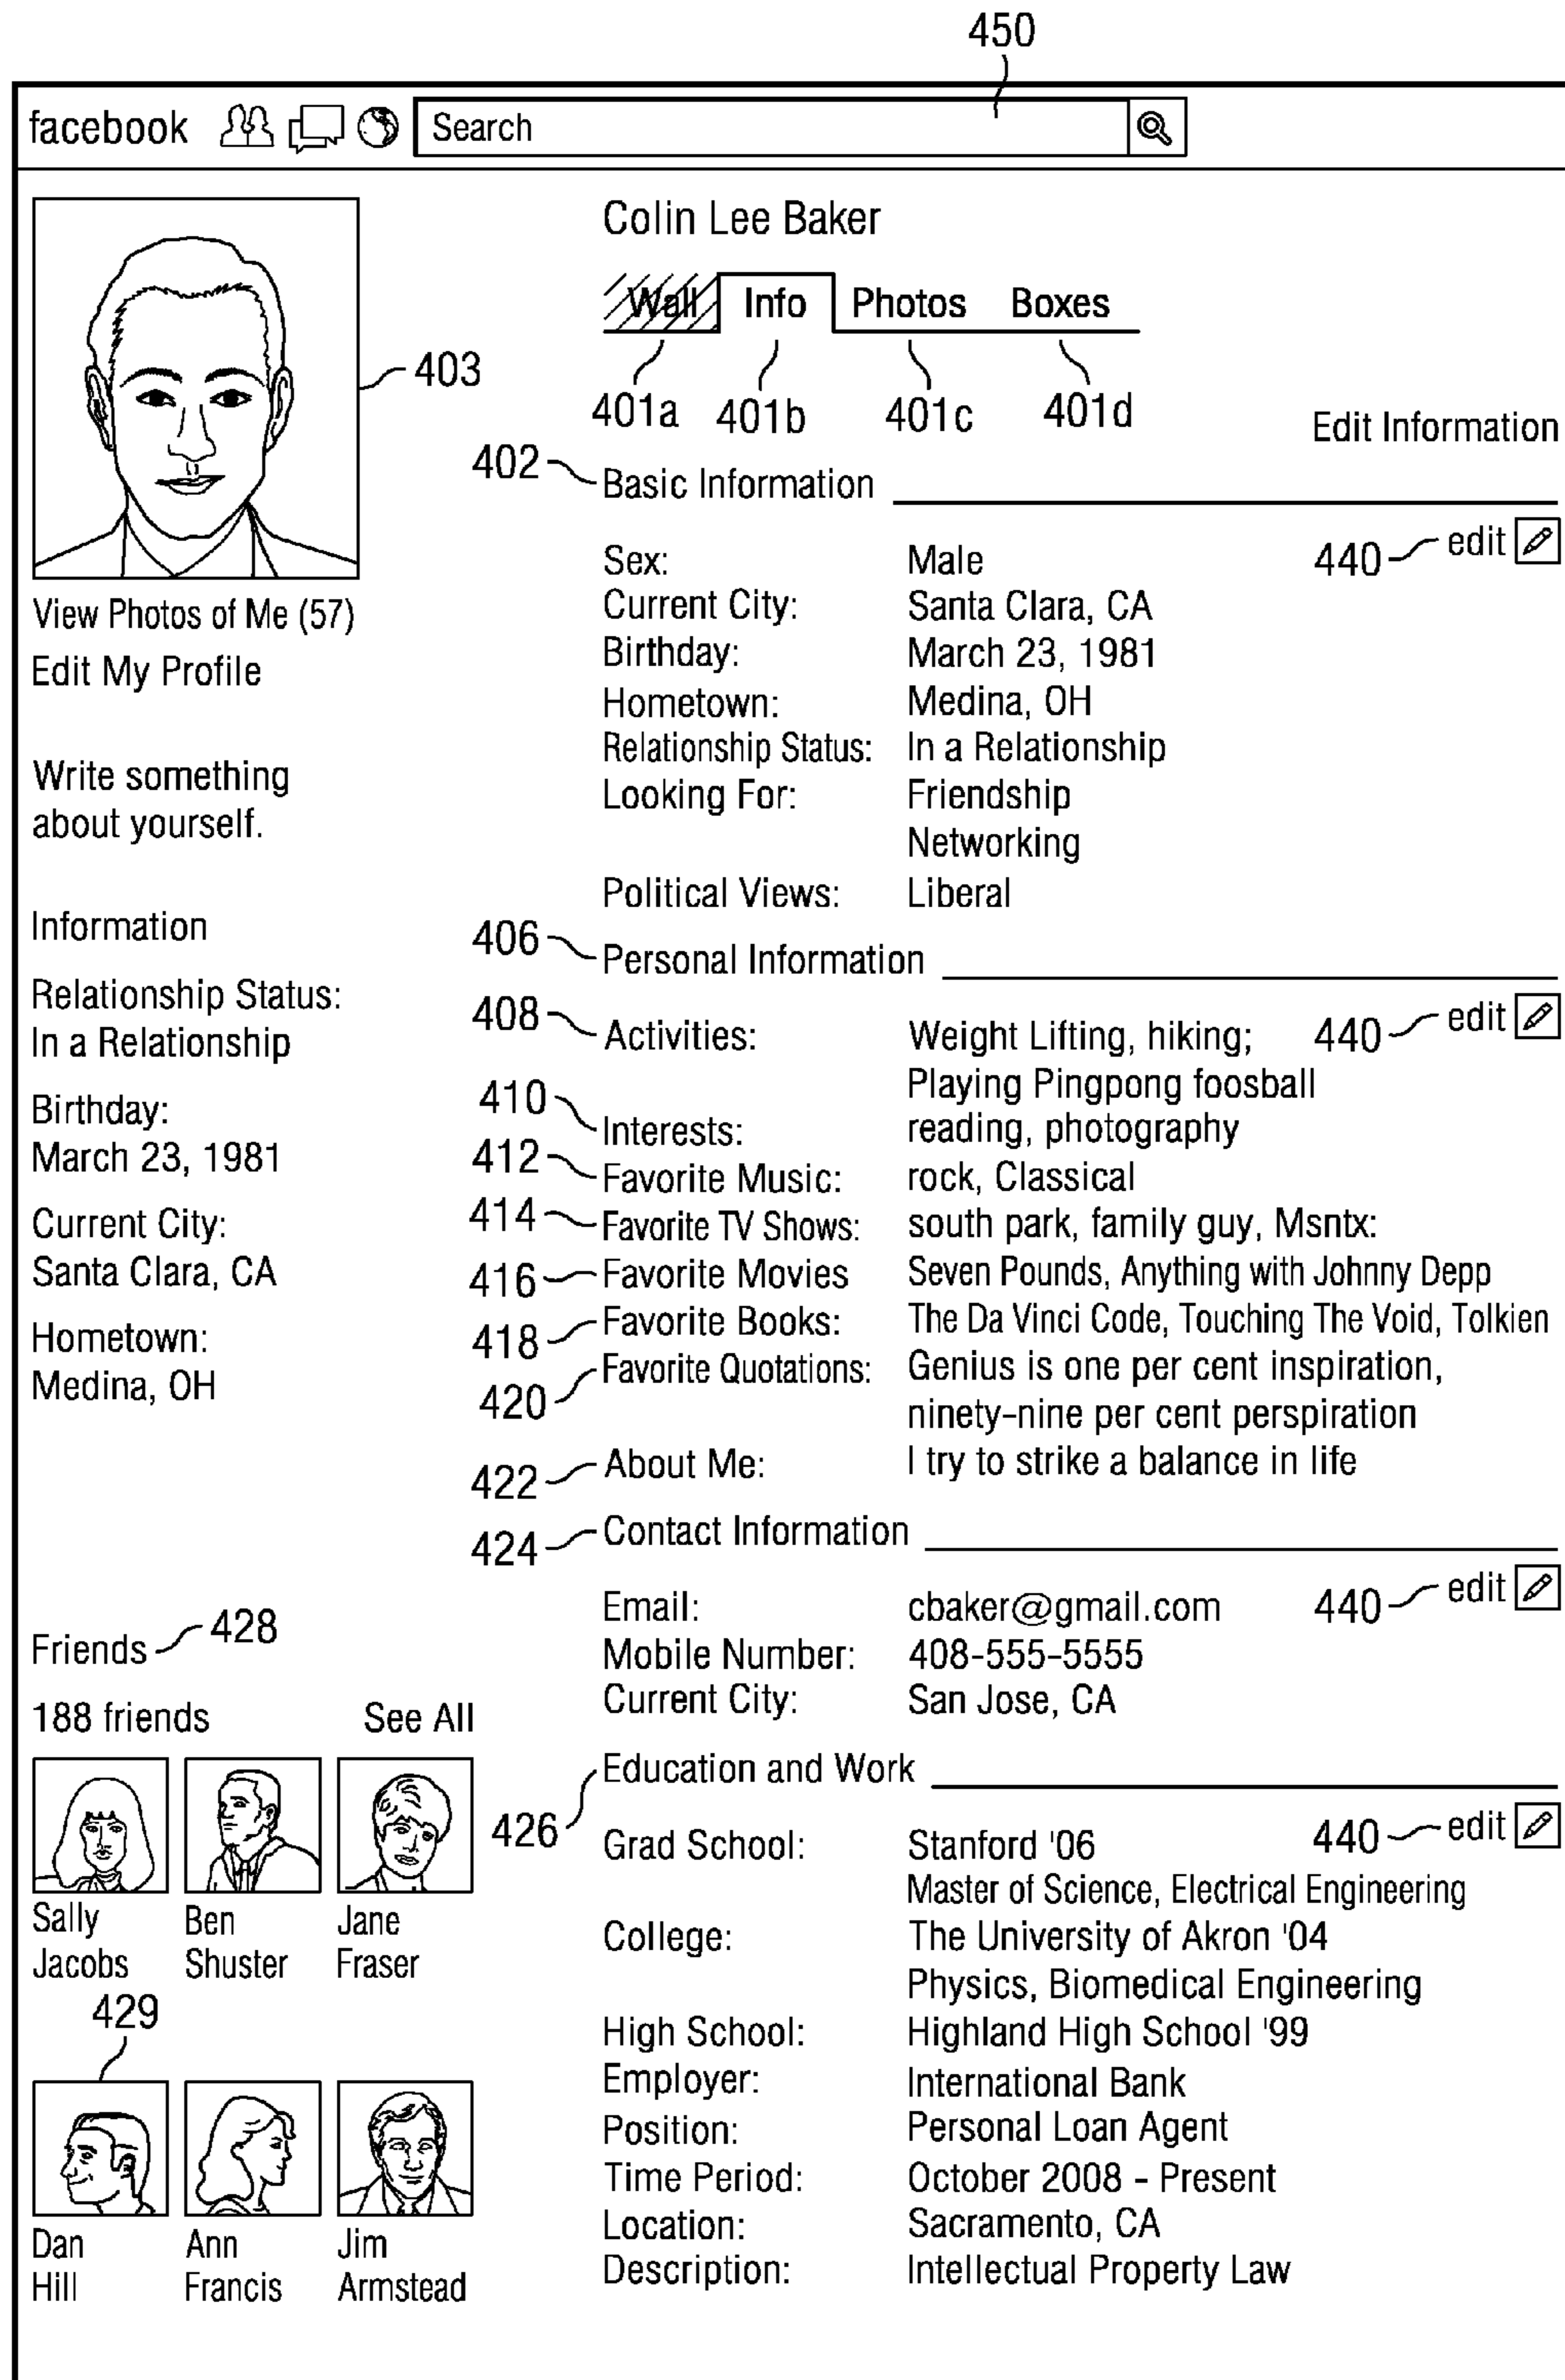 450
facebook Search
Colin Lee Baker
Wall Info Photos Boxes
403
401a 401b 401c 401d
Edit Information
View Photos of Me (57)
Edit My Profile
Write something
about yourself.
Information
Relationship Status:
In a Relationship
Birthday:
March 23, 1981
Current City:
Santa Clara, CA
Hometown:
Medina, OH
Friends 428
188 friends See All
Sally Ben Jane
Jacobs Shuster Fraser
429
Dan Ann Jim
Hill Francis Armstead
402 Basic Information
440 edit
Sex: Male
Current City: Santa Clara, CA
Birthday: March 23, 1981
Hometown: Medina, OH
Relationship Status: In a Relationship
Looking For: Friendship
Networking
Political Views: Liberal
406 Personal Information
440 edit
408 Activities: Weight Lifting, hiking;
Playing Pingpong foosball
410 Interests: reading, photography
412 Favorite Music: rock, Classical
414 Favorite TV Shows: south park, family guy, Msntx:
416 Favorite Movies Seven Pounds, Anything with Johnny Depp
418 Favorite Books: The Da Vinci Code, Touching The Void, Tolkien
420 Favorite Quotations: Genius is one per cent inspiration,
ninety-nine per cent perspiration
422 About Me: I try to strike a balance in life
424 Contact Information
440 edit
Email: cbaker@gmail.com
Mobile Number: 408-555-5555
Current City: San Jose, CA
426 Education and Work
440 edit
Grad School: Stanford '06
Master of Science, Electrical Engineering
College: The University of Akron '04
Physics, Biomedical Engineering
High School: Highland High School '99
Employer: International Bank
Position: Personal Loan Agent
Time Period: October 2008 - Present
Location: Sacramento, CA
Description: Intellectual Property Law